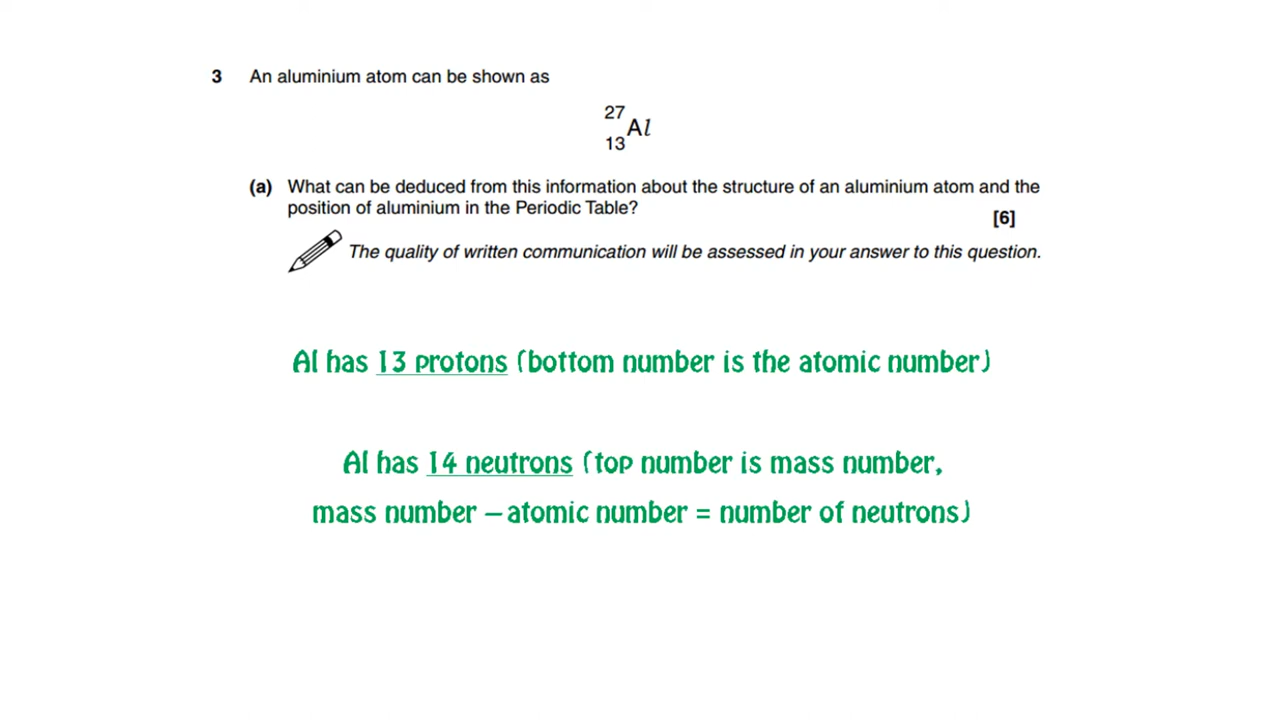 3 An aluminium atom can be shown as
27
Al
13
(a) What can be deduced from this information about the structure of an aluminium atom and the
position of aluminium in the Periodic Table?
[6]
The quality of written communication will be assessed in your answer to this question.
Al has 13 protons (bottom number is the atomic number)
Al has 14 neutrons (top number is mass number,
mass number – atomic number = number of neutrons)